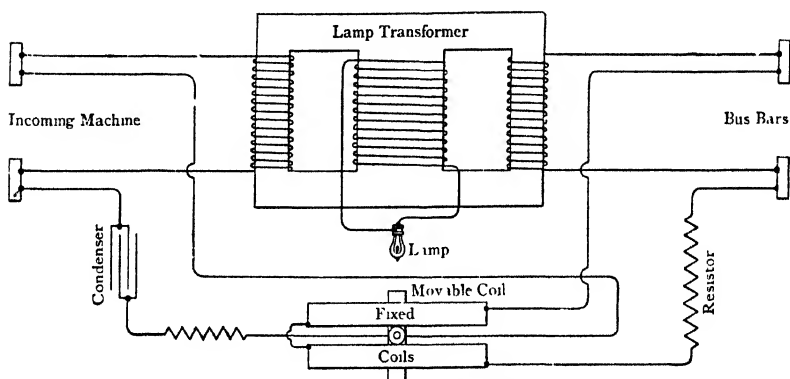 Lamp Transformer
Incoming Machine
Bus Bars
Lamp
Condenser
Resistor
Movable Coil
Fixed
Coils